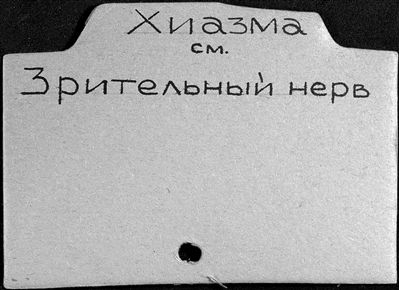 Хиазма
см.
Зрительный нерв